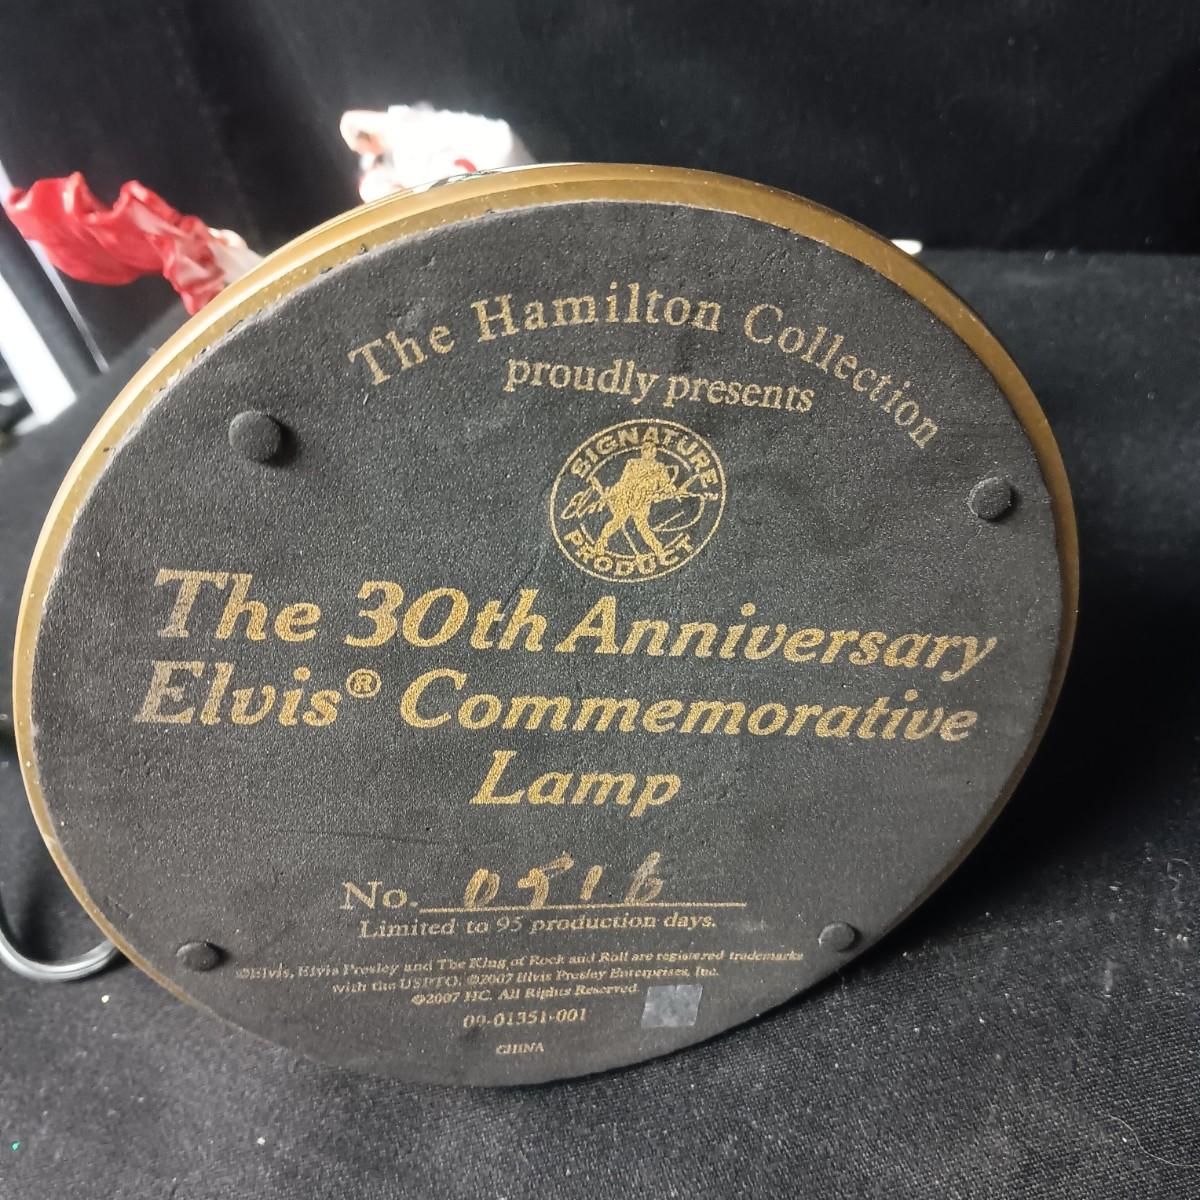 The Hamilton Collection
proudly presents
SIGNATURE
Elvis
PRODUCT
The 30th Anniversary
Elvis® Commemorative
Lamp
No. 0516
Limited to 95 production days.
©Elvis, Elvis Presley and The King of Rock and Roll are registered trademarks
with the USPTO. ©2007 Elvis Presley Enterprises, Inc.
©2007 HC. All Rights Reserved.
09-01351-001
CHINA